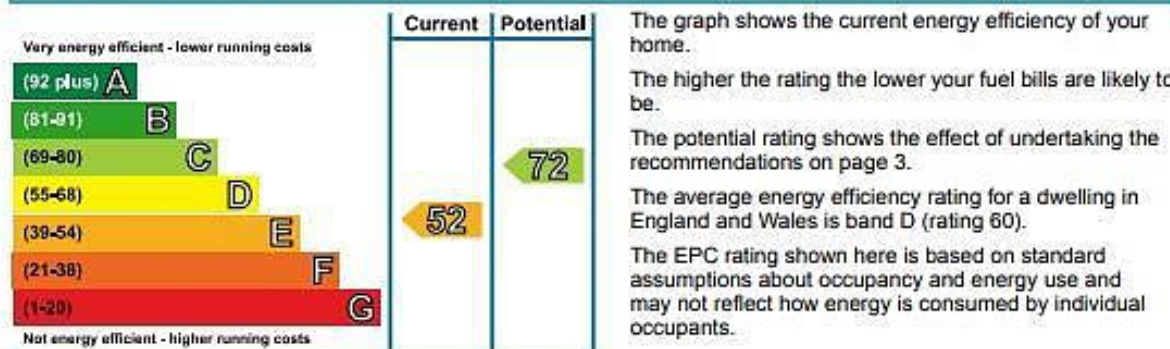 Current Potential
Very energy efficient - lower running costs
(92 plus) A
(81-91) B
(69-80) C
(55-68) D
(39-54) E
(21-38) F
(1-20) G
Not energy efficient - higher running costs
52
72
The graph shows the current energy efficiency of your
home.
The higher the rating the lower your fuel bills are likely to
be.
The potential rating shows the effect of undertaking the
recommendations on page 3.
The average energy efficiency rating for a dwelling in
England and Wales is band D (rating 60).
The EPC rating shown here is based on standard
assumptions about occupancy and energy use and
may not reflect how energy is consumed by individual
occupants.